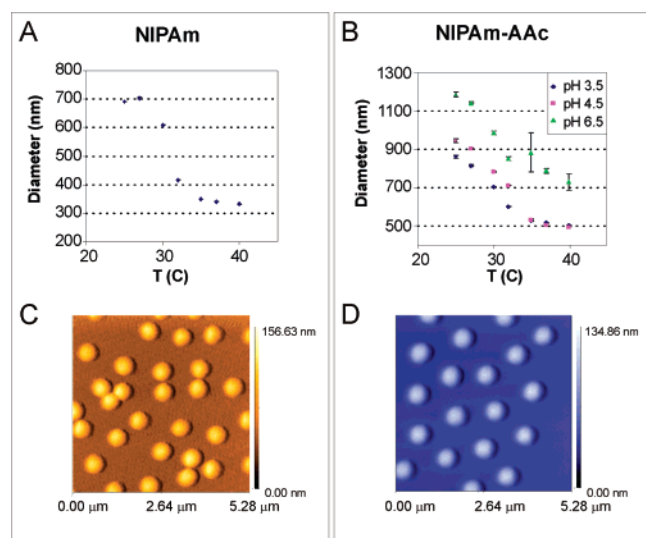 A
NIPAm
Diameter (nm)
800
700
600
500
400
300
200
20
30
40
T (C)
B
NIPAm-AAc
Diameter (nm)
1300
1100
900
700
500
20
30
40
T (C)
pH 3.5
pH 4.5
pH 6.5
C
156.63 nm
0.00 nm
0.00 μm 2.64 μm 5.28 μm
D
134.86 nm
0.00 nm
0.00 μm 2.64 μm 5.28 μm